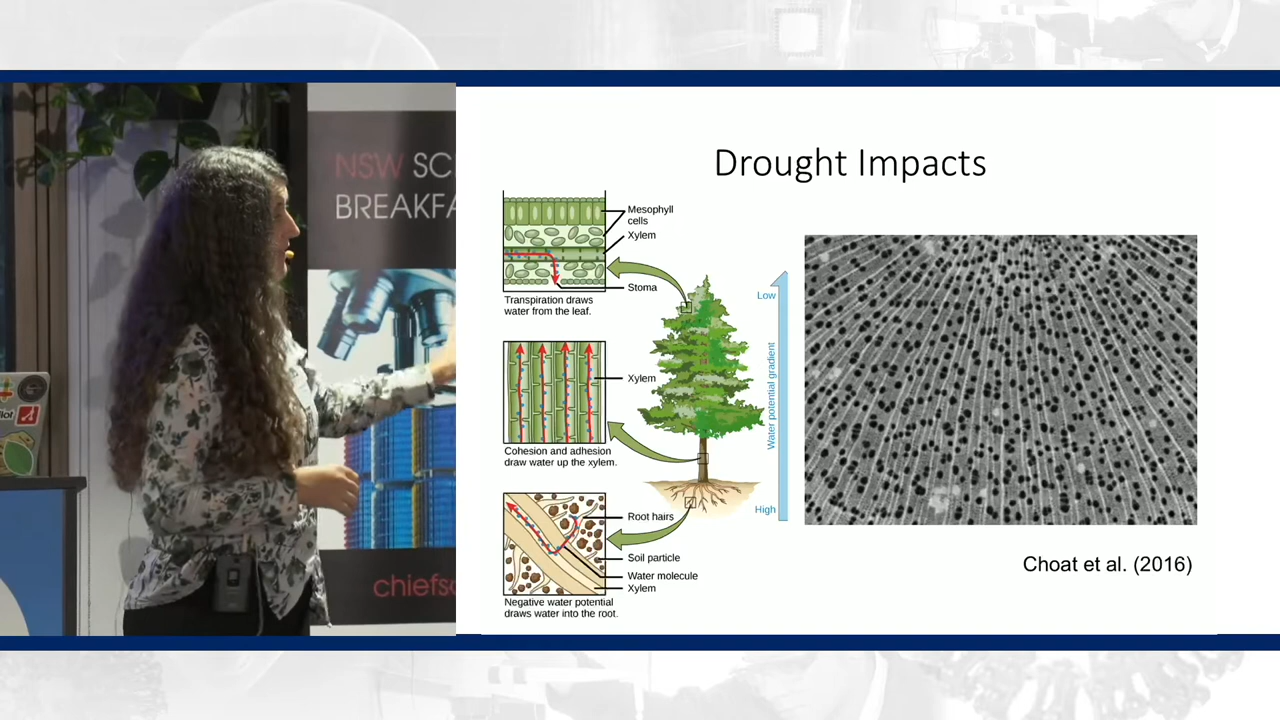 NSW SC
BREAKFA
chiefsc
Drought Impacts
Mesophyll
cells
Xylem
Stoma
Transpiration draws
water from the leaf.
Xylem
Cohesion and adhesion
draw water up the xylem.
Root hairs
Soil particle
Water molecule
Xylem
Negative water potential
draws water into the root.
Low
Water potential gradient
High
Choat et al. (2016)